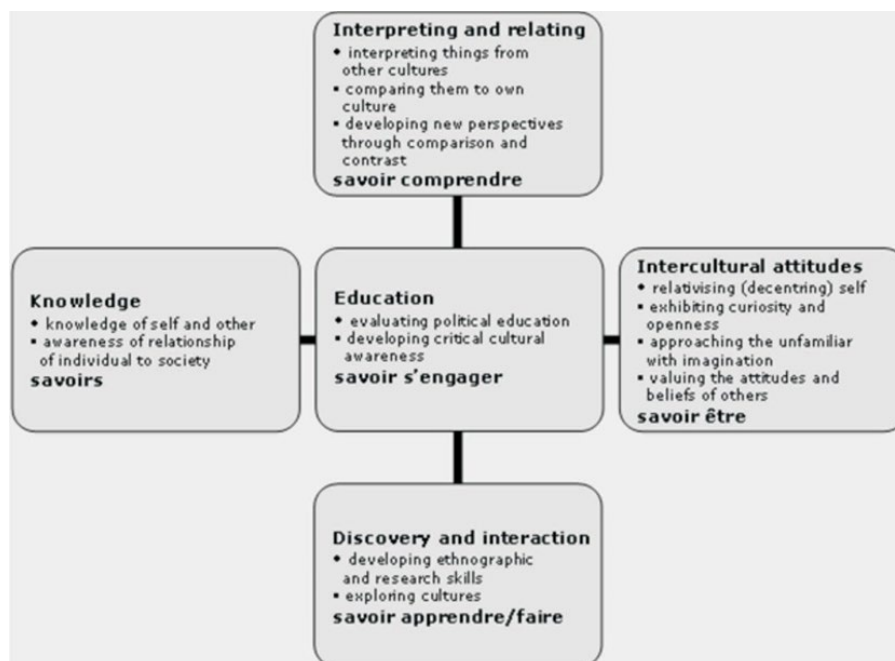 Interpreting and relating
• interpreting things from
other cultures
▪ comparing them to own
culture
▪ developing new perspectives
through comparison and
contrast
savoir comprendre
Knowledge
• knowledge of self and other
▪ awareness of relationship
of individual to society
savoirs
Education
• evaluating political education
▪ developing critical cultural
awareness
savoir s'engager
Intercultural attitudes
• relativising (decentring) self
▪ exhibiting curiosity and
openness
▪ approaching the unfamiliar
with imagination
▪ valuing the attitudes and
beliefs of others
savoir être
Discovery and interaction
• developing ethnographic
and research skills
▪ exploring cultures
savoir apprendre/faire